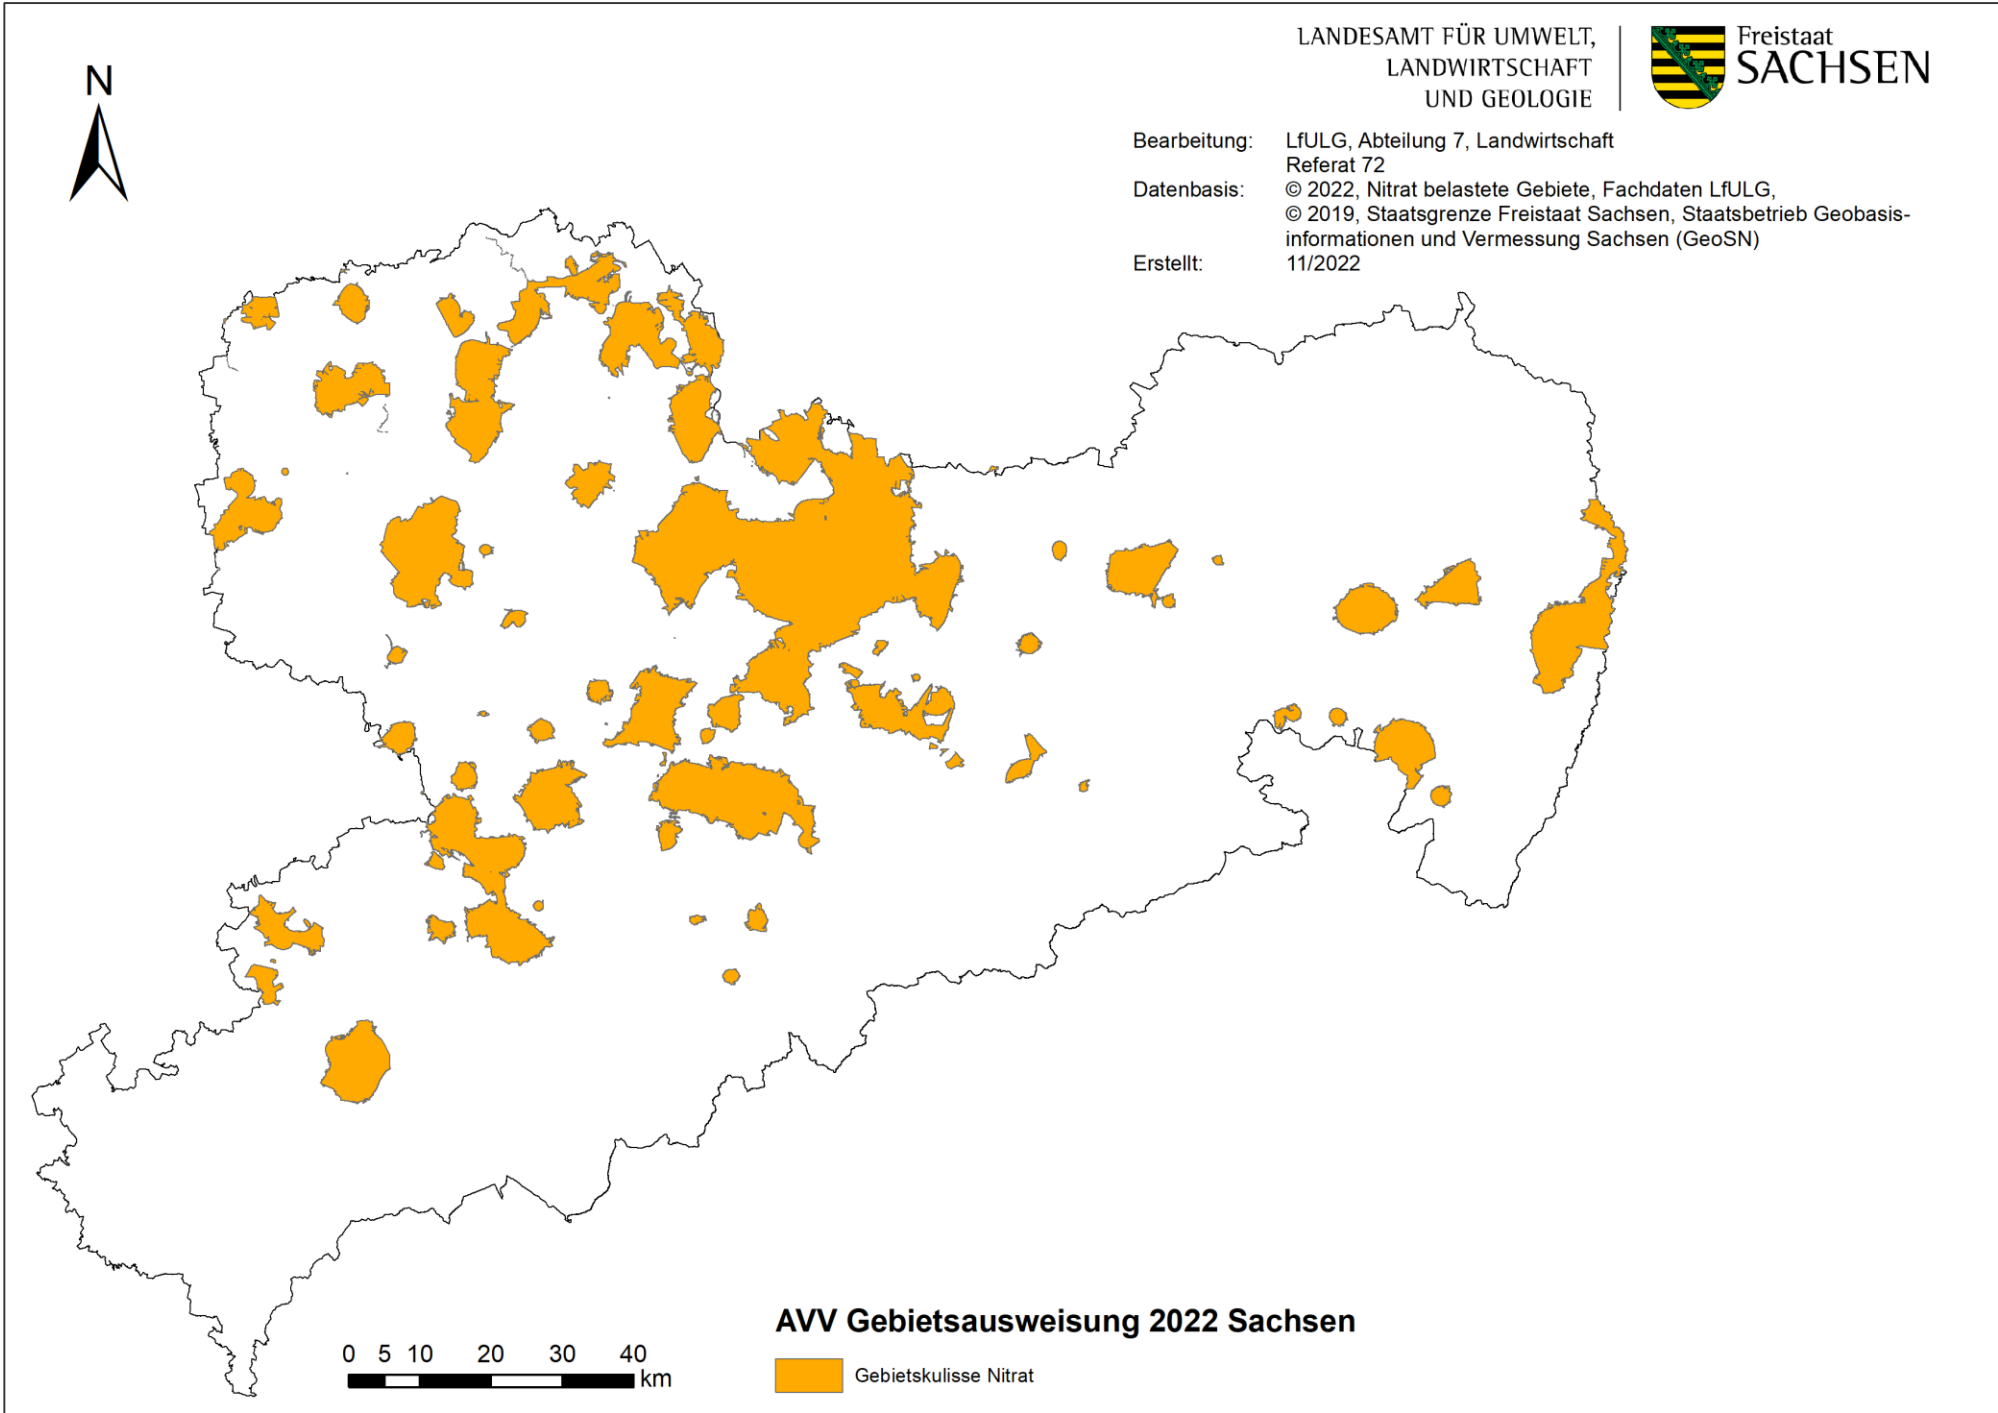 LANDESAMT FÜR UMWELT,
LANDWIRTSCHAFT
UND GEOLOGIE
Freistaat
SACHSEN
N
Bearbeitung: LfULG, Abteilung 7, Landwirtschaft
Referat 72
Datenbasis: © 2022, Nitrat belastete Gebiete, Fachdaten LfULG,
© 2019, Staatsgrenze Freistaat Sachsen, Staatsbetrieb Geobasis-
informationen und Vermessung Sachsen (GeoSN)
Erstellt: 11/2022
AVV Gebietsausweisung 2022 Sachsen
Gebietskulisse Nitrat
0 5 10 20 30 40
km